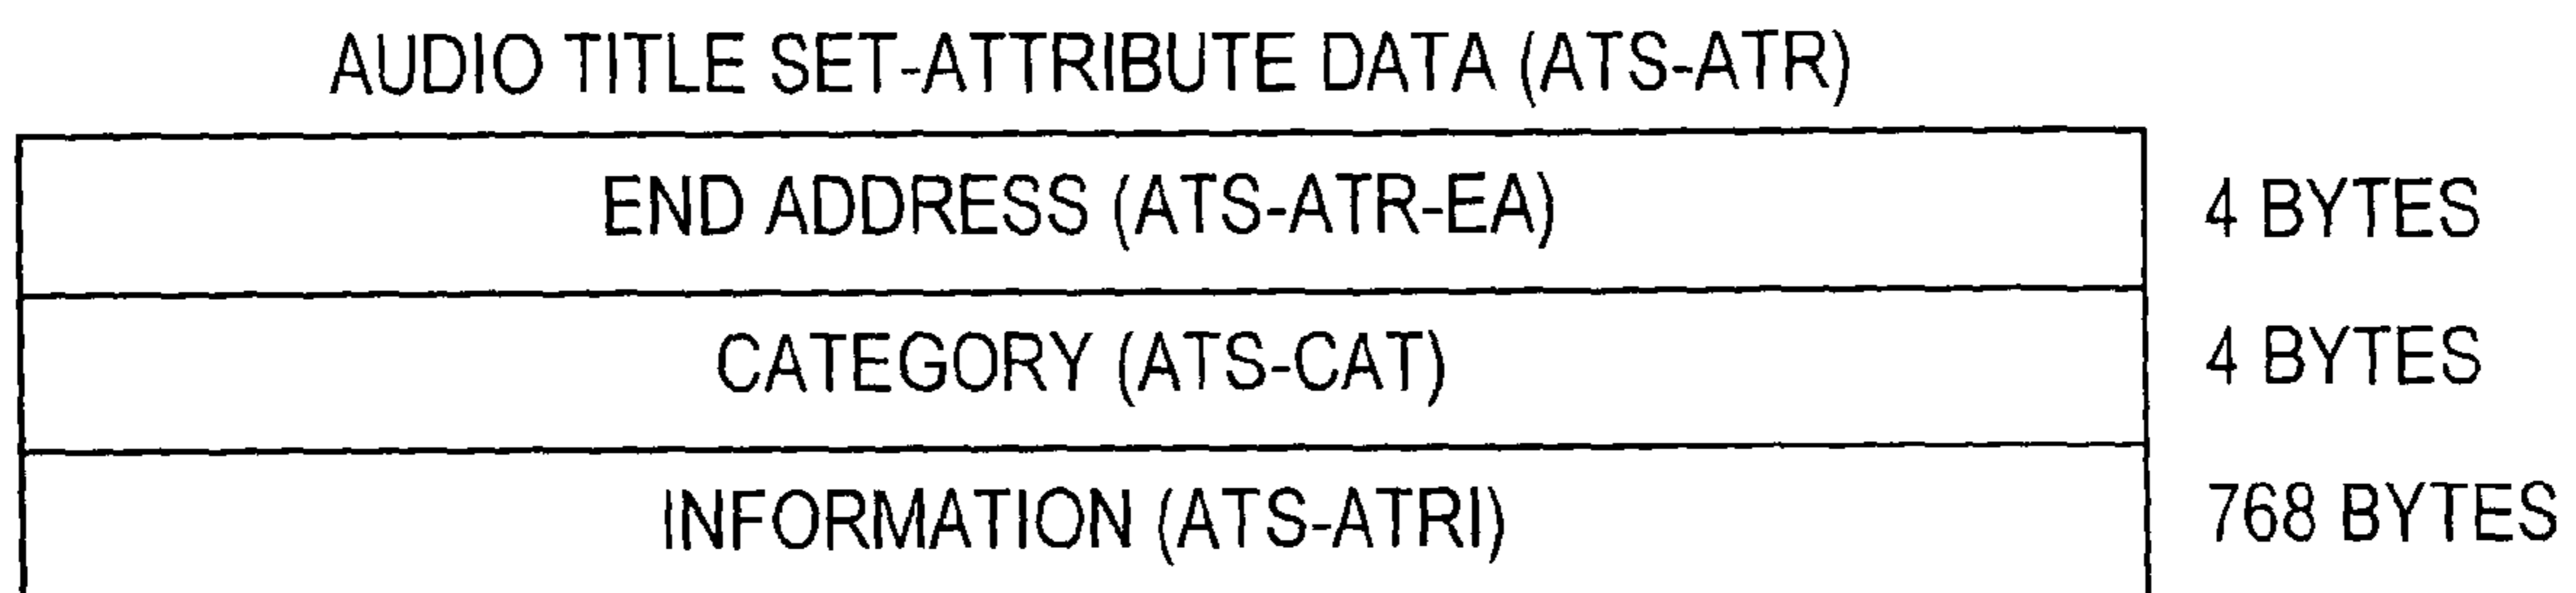 AUDIO TITLE SET-ATTRIBUTE DATA (ATS-ATR)
END ADDRESS (ATS-ATR-EA) 4 BYTES
CATEGORY (ATS-CAT) 4 BYTES
INFORMATION (ATS-ATRI) 768 BYTES